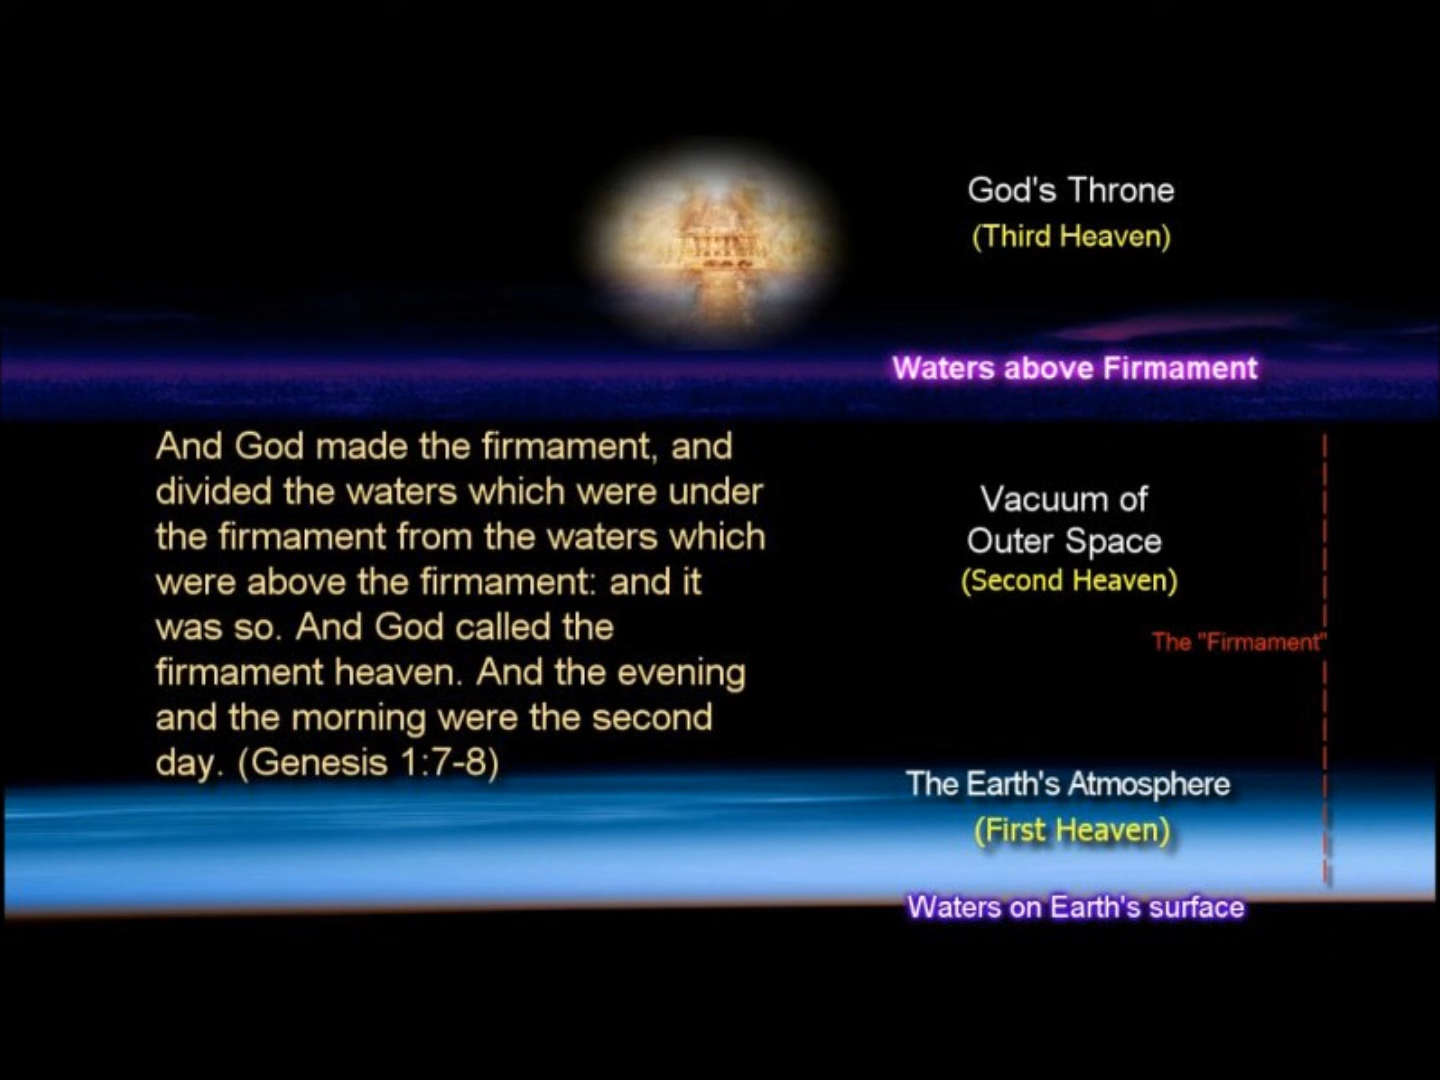 God's Throne
(Third Heaven)
Waters above Firmament
And God made the firmament, and
divided the waters which were under
the firmament from the waters which
were above the firmament: and it
was so. And God called the
firmament heaven. And the evening
and the morning were the second
day. (Genesis 1:7-8)
Vacuum of
Outer Space
(Second Heaven)
The "Firmament"
The Earth's Atmosphere
(First Heaven)
Waters on Earth's surface